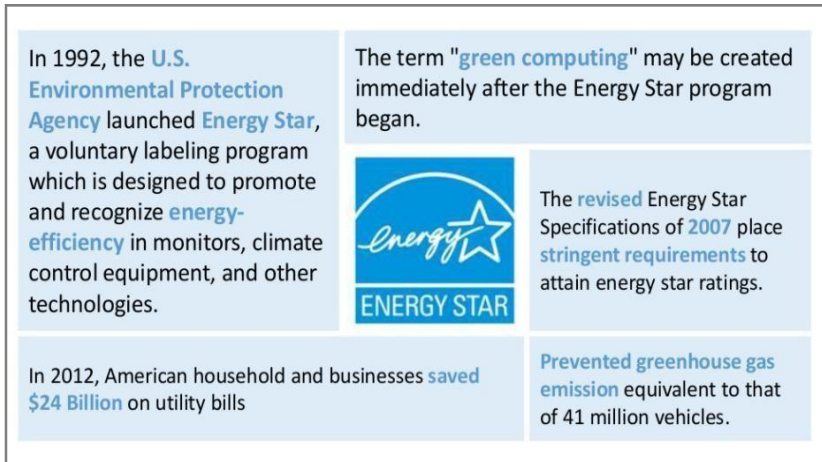 In 1992, the U.S.
Environmental Protection
Agency launched Energy Star,
a voluntary labeling program
which is designed to promote
and recognize energy-
efficiency in monitors, climate
control equipment, and other
technologies.
The term "green computing" may be created
immediately after the Energy Star program
began.
energy
ENERGY STAR
The revised Energy Star
Specifications of 2007 place
stringent requirements to
attain energy star ratings.
In 2012, American household and businesses saved
$24 Billion on utility bills
Prevented greenhouse gas
emission equivalent to that
of 41 million vehicles.